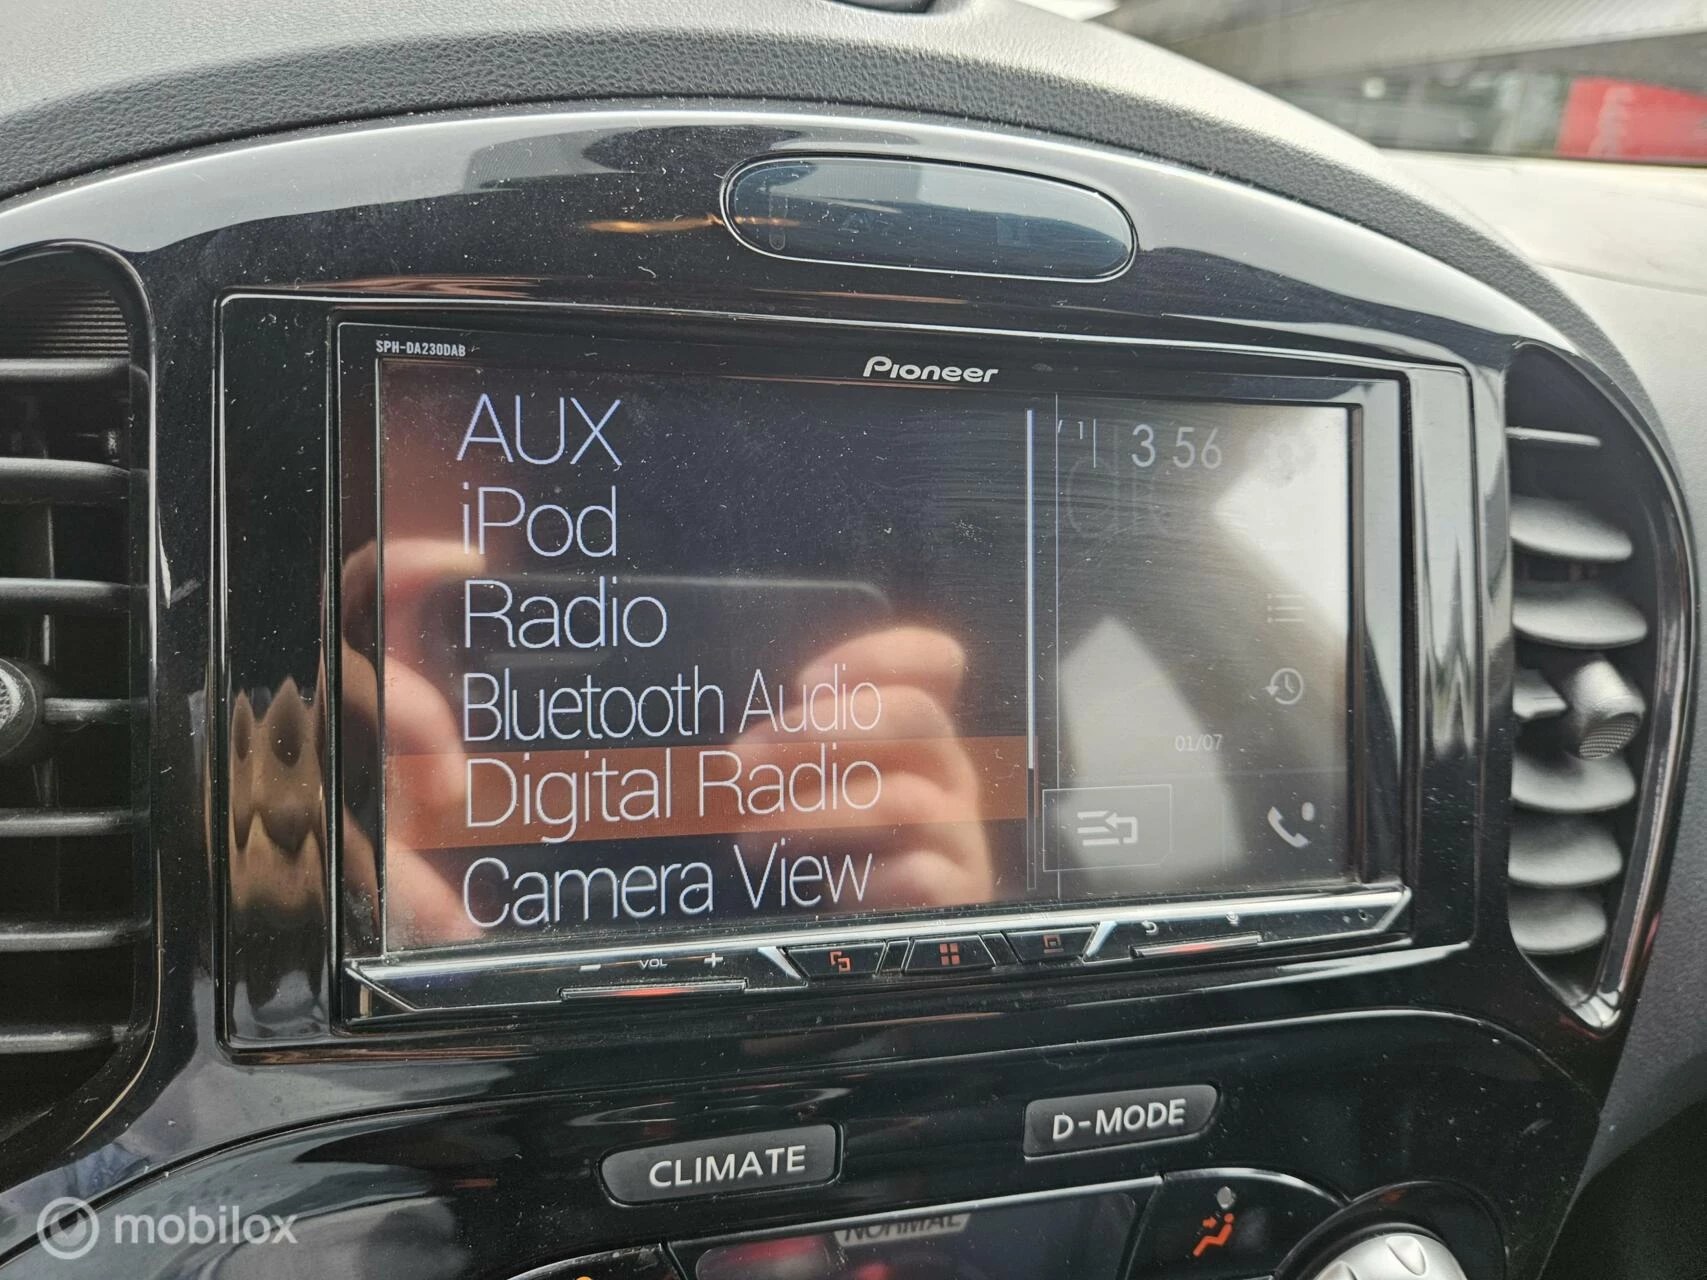 SPH-DA230DAB
Pioneer
AUX
iPod
Radio
Bluetooth Audio
Digital Radio
Camera View
3 56
01/07
VOL
CLIMATE
D-MODE
NORMAL
mobilox